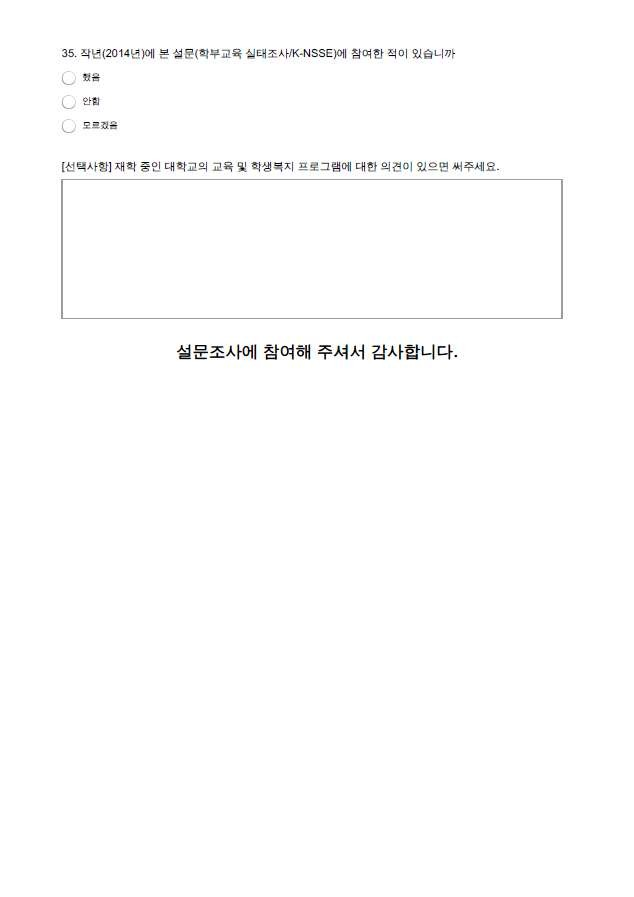 35. 작년(2014년)에 본 설문(학부교육 실태조사/K-NSSE)에 참여한 적이 있습니까
했음
안함
모르겠음
[선택사항] 재학 중인 대학교의 교육 및 학생복지 프로그램에 대한 의견이 있으면 써주세요.
설문조사에 참여해 주셔서 감사합니다.